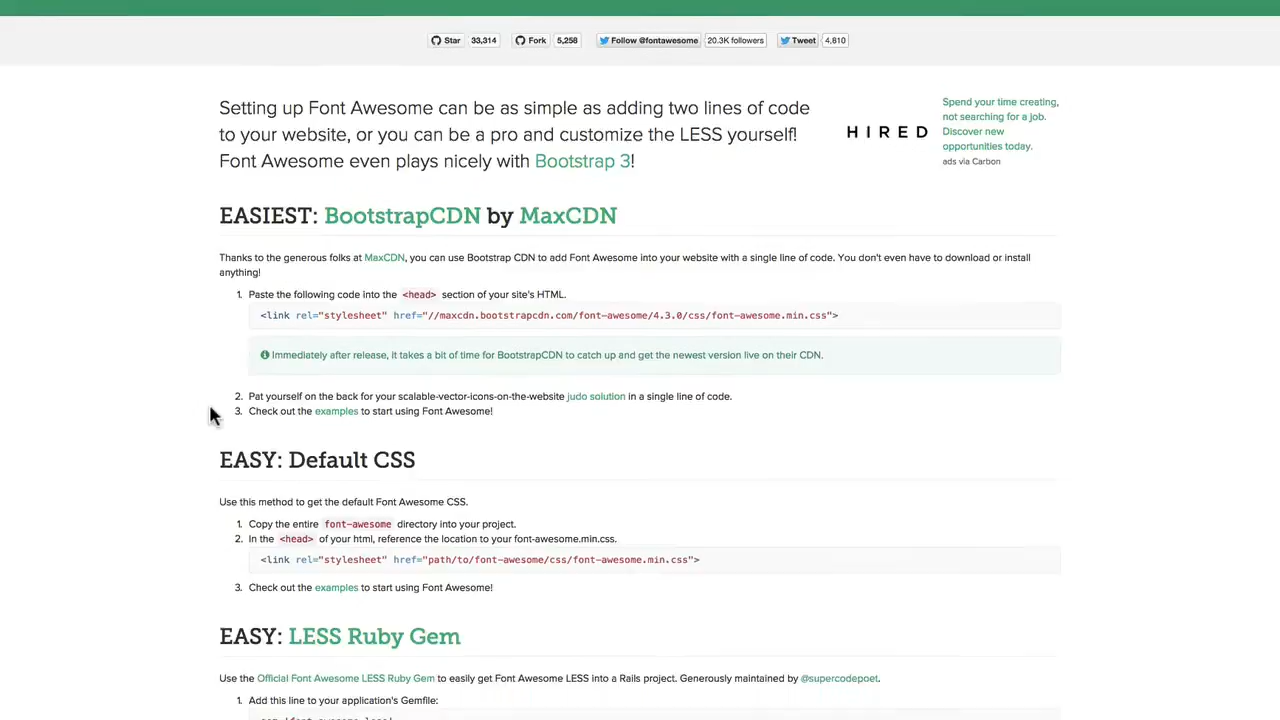 Star 33,314 Fork 5,258 Follow @fontawesome 20.3K followers Tweet 4,810
Setting up Font Awesome can be as simple as adding two lines of code
to your website, or you can be a pro and customize the LESS yourself!
Font Awesome even plays nicely with Bootstrap 3!
HIRED
Spend your time creating,
not searching for a job.
Discover new
opportunities today.
ads via Carbon
EASIEST: BootstrapCDN by MaxCDN
Thanks to the generous folks at MaxCDN, you can use Bootstrap CDN to add Font Awesome into your website with a single line of code. You don't even have to download or install
anything!
1. Paste the following code into the <head> section of your site's HTML.
<link rel="stylesheet" href="//maxcdn.bootstrapcdn.com/font-awesome/4.3.0/css/font-awesome.min.css">
Immediately after release, it takes a bit of time for BootstrapCDN to catch up and get the newest version live on their CDN.
2. Pat yourself on the back for your scalable-vector-icons-on-the-website judo solution in a single line of code.
3. Check out the examples to start using Font Awesome!
EASY: Default CSS
Use this method to get the default Font Awesome CSS.
1. Copy the entire font-awesome directory into your project.
2. In the <head> of your html, reference the location to your font-awesome.min.css.
<link rel="stylesheet" href="path/to/font-awesome/css/font-awesome.min.css">
3. Check out the examples to start using Font Awesome!
EASY: LESS Ruby Gem
Use the Official Font Awesome LESS Ruby Gem to easily get Font Awesome LESS into a Rails project. Generously maintained by @supercodepoet.
1. Add this line to your application's Gemfile: